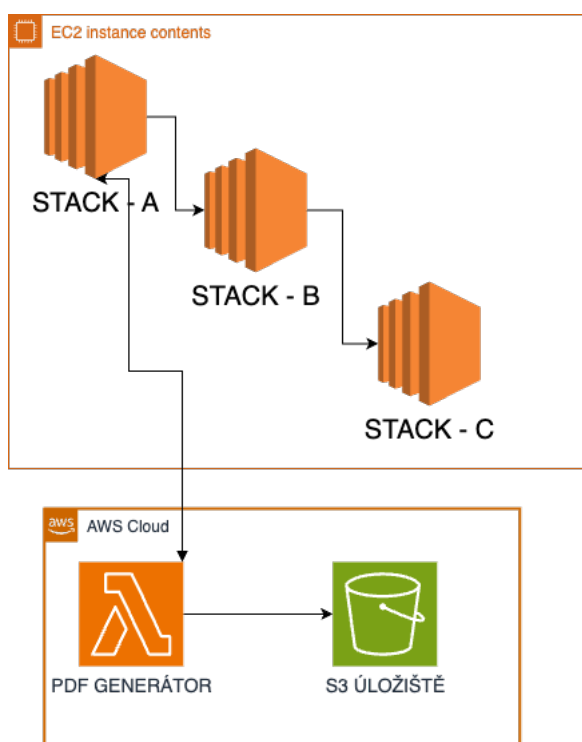 EC2 instance contents
STACK - A
STACK - B
STACK - C
aws
AWS Cloud
PDF GENERÁTOR
S3 ÚLOŽIŠTĚ